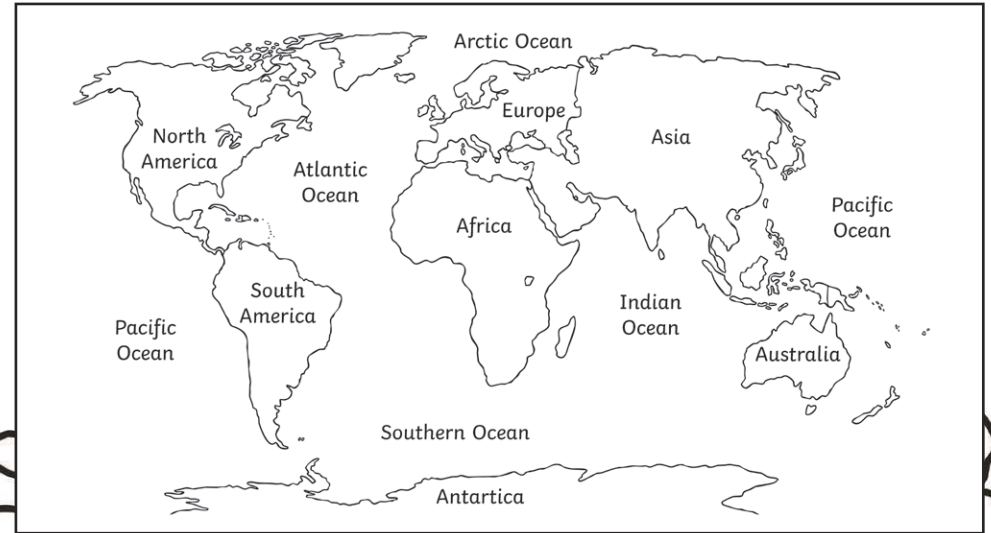 Arctic Ocean
Europe
North
America
Asia
Atlantic
Ocean
Africa
Pacific
Ocean
South
America
Indian
Ocean
Pacific
Ocean
Australia
Southern Ocean
Antartica